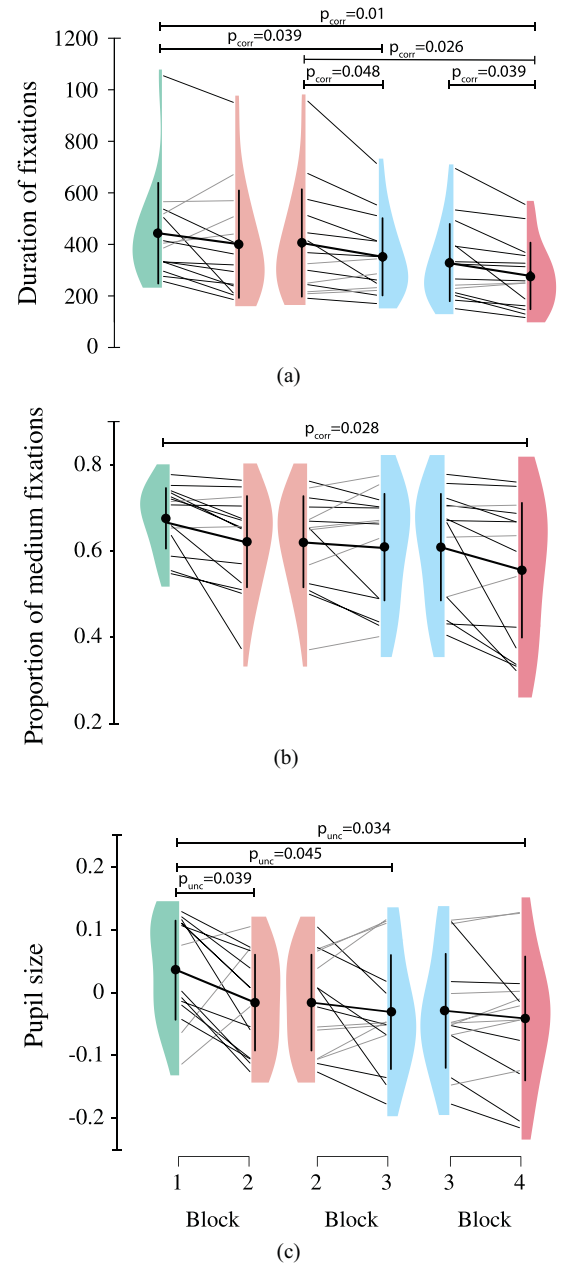 p_corr=0.01
p_corr=0.039
p_corr=0.026
p_corr=0.048
p_corr=0.039
Duration of fixations
1200
100
800
600
400
200
0
(a)
p_corr=0.028
Proportion of medium fixations
0.8
0.6
0.4
0.2
(b)
p_unc=0.034
p_unc=0.045
p_unc=0.039
Pupil size
0.2
0.1
0
-0.1
-0.2
1 2 2 3 3 4
Block Block Block
(c)